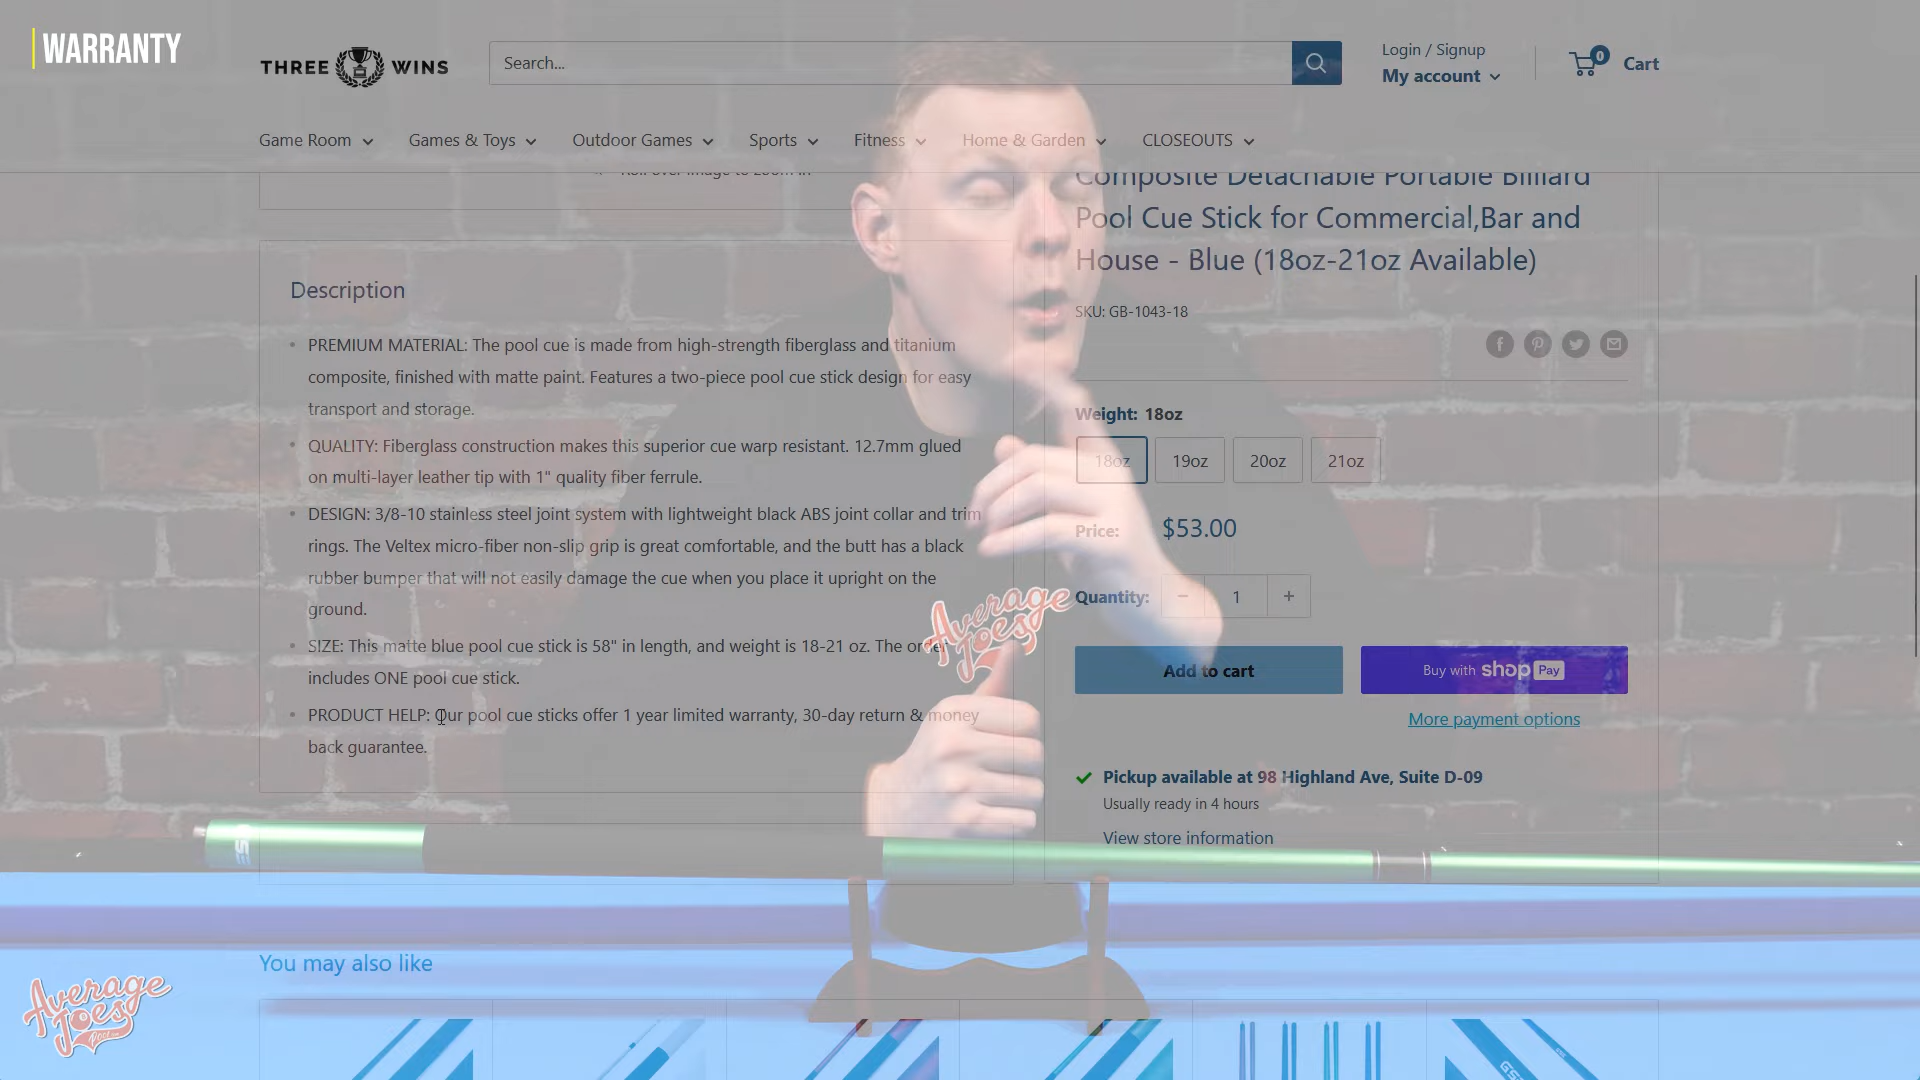 WARRANTY
THREE WINS
Search...
Login / Signup
My account
0
Cart
Game Room
Games & Toys
Outdoor Games
Sports
Fitness
Home & Garden
CLOSEOUTS
Roll over image to zoom in
Composite Detachable Portable Billiard
Pool Cue Stick for Commercial,Bar and
House - Blue (18oz-21oz Available)
SKU: GB-1043-18
Description
PREMIUM MATERIAL: The pool cue is made from high-strength fiberglass and titanium
composite, finished with matte paint. Features a two-piece pool cue stick design for easy
transport and storage.
QUALITY: Fiberglass construction makes this superior cue warp resistant. 12.7mm glued
on multi-layer leather tip with 1" quality fiber ferrule.
DESIGN: 3/8-10 stainless steel joint system with lightweight black ABS joint collar and trim
rings. The Veltex micro-fiber non-slip grip is great comfortable, and the butt has a black
rubber bumper that will not easily damage the cue when you place it upright on the
ground.
SIZE: This matte blue pool cue stick is 58" in length, and weight is 18-21 oz. The order
includes ONE pool cue stick.
PRODUCT HELP: Our pool cue sticks offer 1 year limited warranty, 30-day return & money
back guarantee.
Weight: 18oz
18oz
19oz
20oz
21oz
Price: $53.00
Quantity: − 1 +
Add to cart
Buy with shop Pay
More payment options
Pickup available at 98 Highland Ave, Suite D-09
Usually ready in 4 hours
View store information
Average
Joes
You may also like
Average
Joes